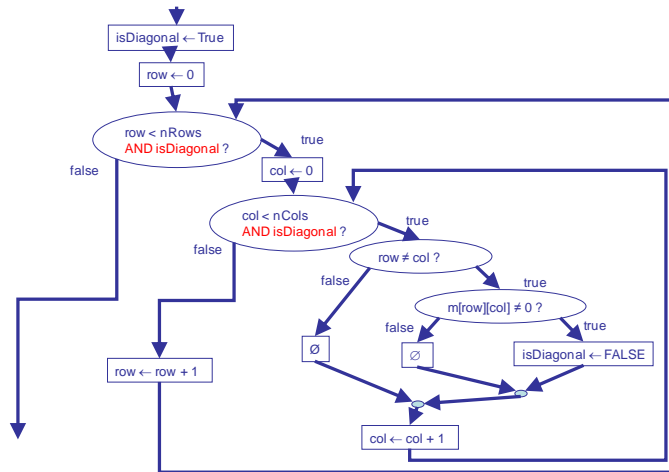 isDiagonal ← True
row ← 0
row < nRows
AND isDiagonal ?
true
false
col ← 0
col < nCols
AND isDiagonal ?
true
false
row ≠ col ?
false
true
m[row][col] ≠ 0 ?
false
true
Ø
∅
isDiagonal ← FALSE
row ← row + 1
col ← col + 1